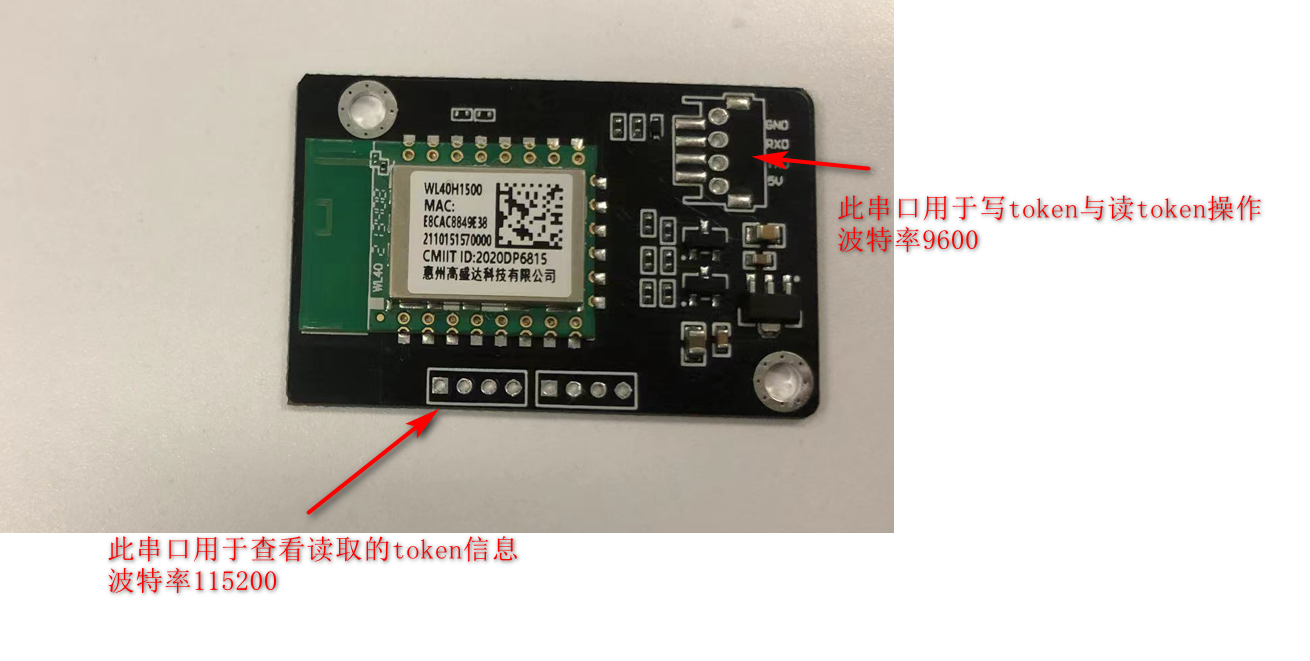 GND
RXD
5V
WL40H1500
MAC:
E8CAC8849E38
2110151570000
CMIIT ID:2020DP6815
惠州高盛达科技有限公司
WL40
此串口用于写token与读token操作
波特率9600
此串口用于查看读取的token信息
波特率115200